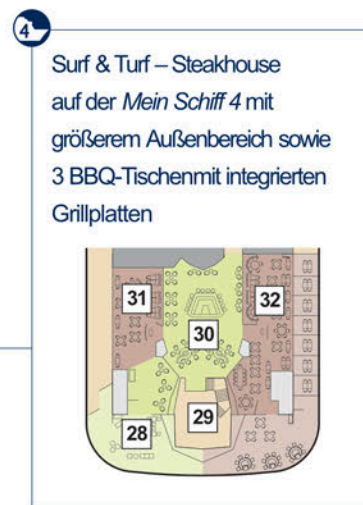 4
Surf & Turf – Steakhouse
auf der Mein Schiff 4 mit
größerem Außenbereich sowie
3 BBQ-Tischenmit integrierten
Grillplatten
31
32
30
29
28